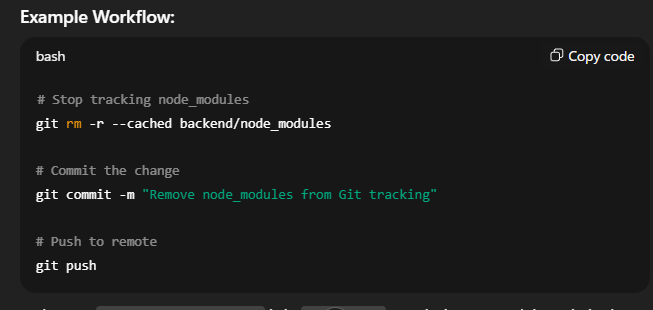 Example Workflow:
bash
Copy code
# Stop tracking node_modules
git rm -r --cached backend/node_modules
# Commit the change
git commit -m "Remove node_modules from Git tracking"
# Push to remote
git push